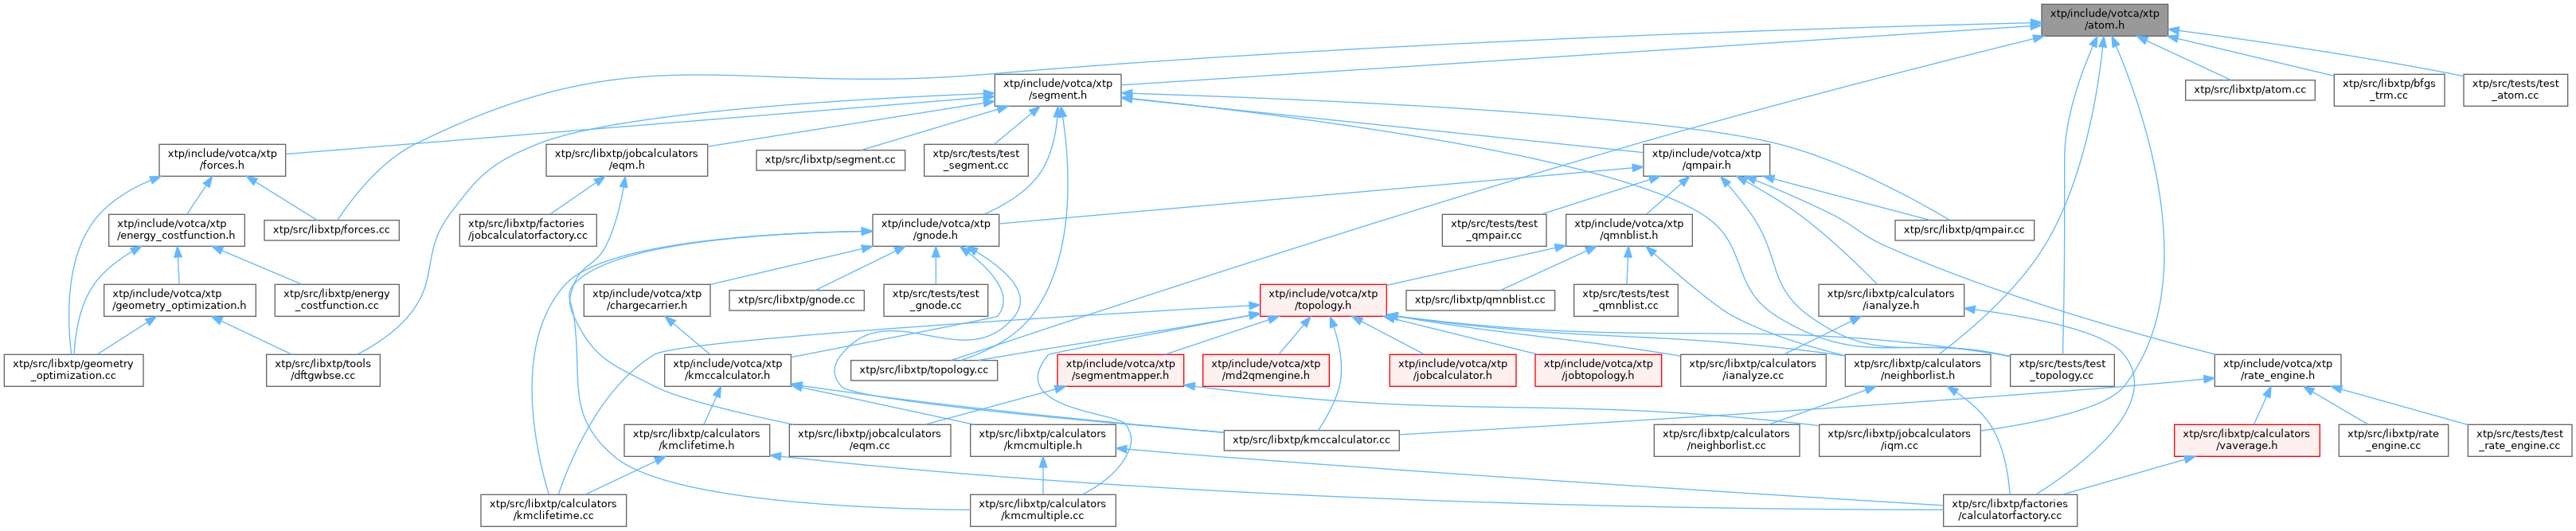 xtp/include/votca/xtp
/atom.h
xtp/include/votca/xtp
/segment.h
xtp/src/libxtp/atom.cc
xtp/src/libxtp/bfgs
_trm.cc
xtp/src/tests/test
_atom.cc
xtp/include/votca/xtp
/forces.h
xtp/src/libxtp/jobcalculators
/eqm.h
xtp/src/libxtp/segment.cc
xtp/src/tests/test
_segment.cc
xtp/include/votca/xtp
/qmpair.h
xtp/include/votca/xtp
/energy_costfunction.h
xtp/src/libxtp/forces.cc
xtp/src/libxtp/factories
/jobcalculatorfactory.cc
xtp/include/votca/xtp
/gnode.h
xtp/src/tests/test
_qmpair.cc
xtp/include/votca/xtp
/qmnblist.h
xtp/src/libxtp/qmpair.cc
xtp/include/votca/xtp
/geometry_optimization.h
xtp/src/libxtp/energy
_costfunction.cc
xtp/include/votca/xtp
/chargecarrier.h
xtp/src/libxtp/gnode.cc
xtp/src/tests/test
_gnode.cc
xtp/include/votca/xtp
/topology.h
xtp/src/libxtp/qmnblist.cc
xtp/src/tests/test
_qmnblist.cc
xtp/src/libxtp/calculators
/ianalyze.h
xtp/src/libxtp/geometry
_optimization.cc
xtp/src/libxtp/tools
/dftgwbse.cc
xtp/include/votca/xtp
/kmccalculator.h
xtp/src/libxtp/topology.cc
xtp/include/votca/xtp
/segmentmapper.h
xtp/include/votca/xtp
/md2qmengine.h
xtp/include/votca/xtp
/jobcalculator.h
xtp/include/votca/xtp
/jobtopology.h
xtp/src/libxtp/calculators
/ianalyze.cc
xtp/src/libxtp/calculators
/neighborlist.h
xtp/src/tests/test
_topology.cc
xtp/include/votca/xtp
/rate_engine.h
xtp/src/libxtp/calculators
/kmclifetime.h
xtp/src/libxtp/jobcalculators
/eqm.cc
xtp/src/libxtp/calculators
/kmcmultiple.h
xtp/src/libxtp/kmccalculator.cc
xtp/src/libxtp/calculators
/neighborlist.cc
xtp/src/libxtp/jobcalculators
/iqm.cc
xtp/src/libxtp/calculators
/vaverage.h
xtp/src/libxtp/rate
_engine.cc
xtp/src/tests/test
_rate_engine.cc
xtp/src/libxtp/calculators
/kmclifetime.cc
xtp/src/libxtp/calculators
/kmcmultiple.cc
xtp/src/libxtp/factories
/calculatorfactory.cc